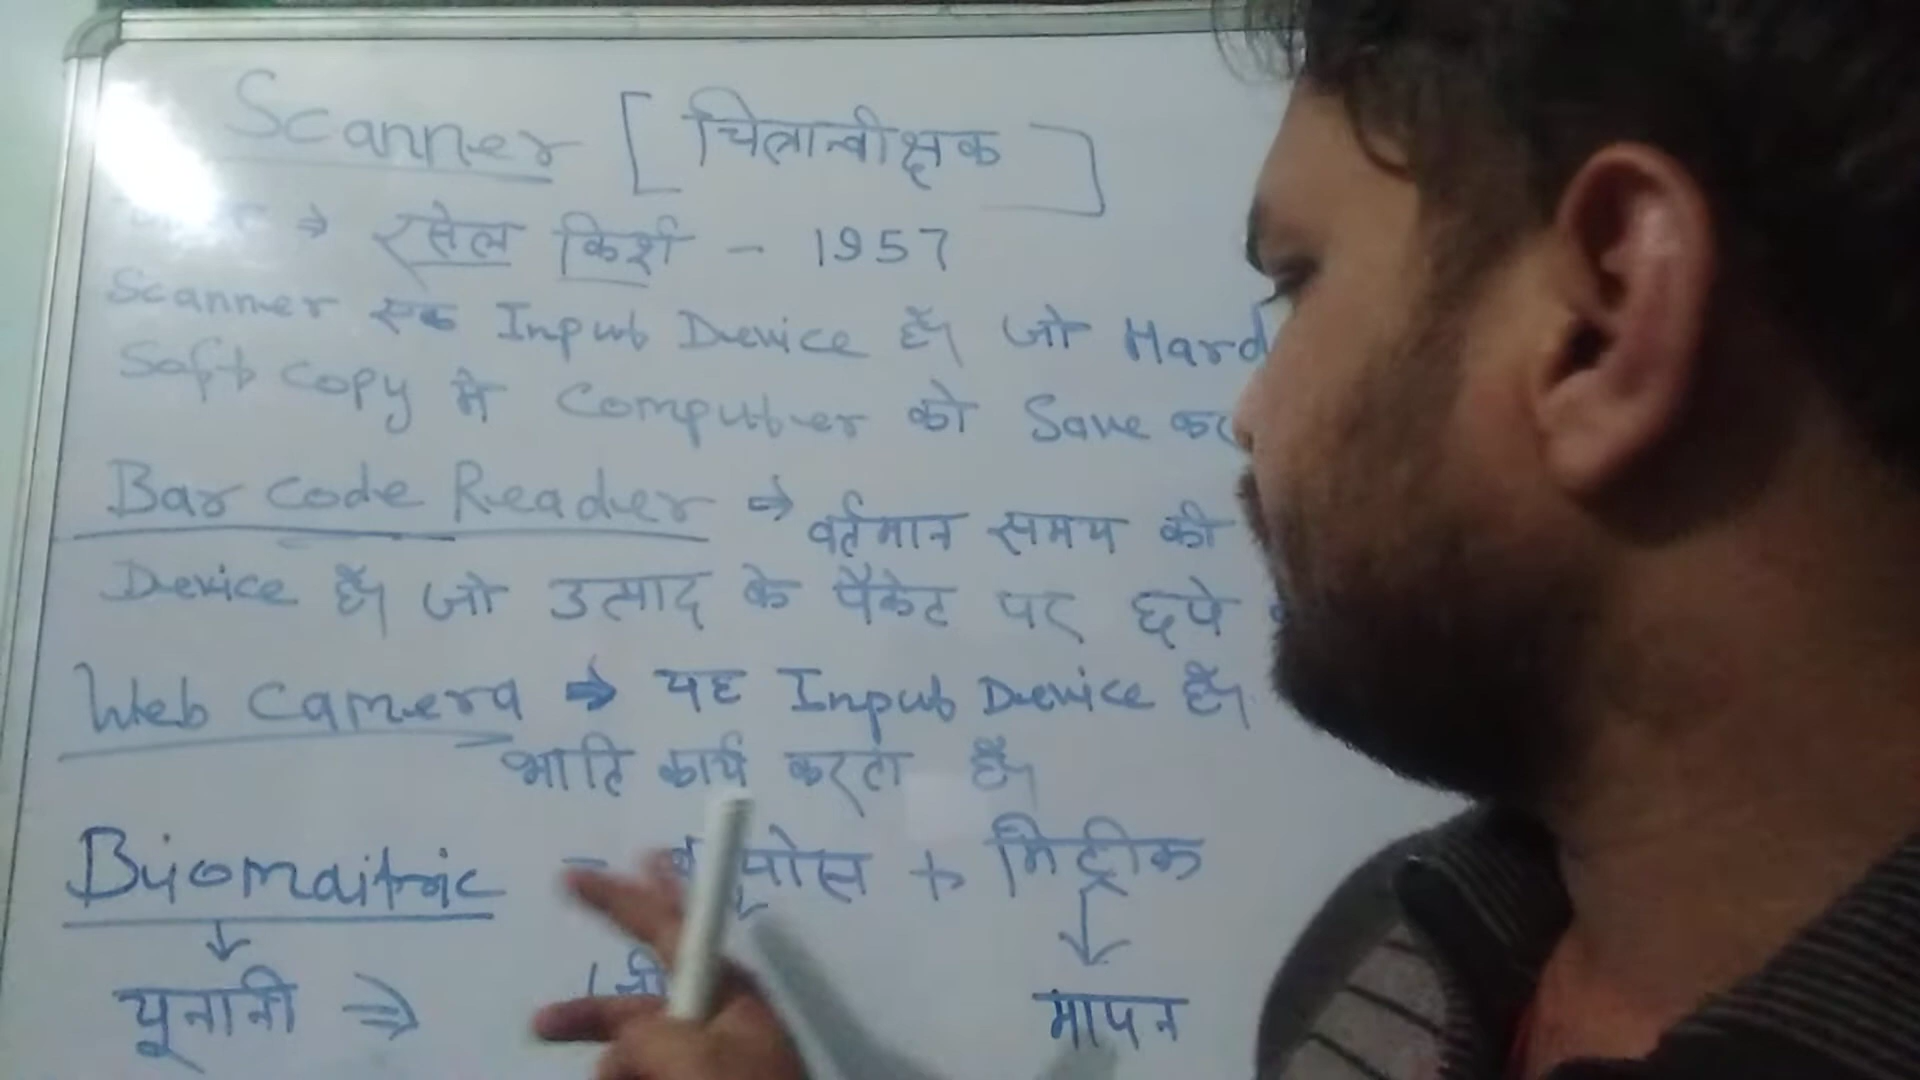 Scanner [ चित्रान्वीक्षक ]
⇒ रसेल किर्श - 1957
Scanner एक Input Device है। जो Hard
Soft Copy मे Computer को Save कर
Bar Code Reader ⇒ वर्तमान समय की
Device है। जो उत्पाद के पैकेट पर छपे
Web Camera ⇒ यह Input Device है।
भाति कार्य करता है।
Biomaitric - + मिट्रीक
↓ ↓
यूनानी ⇒ मापन